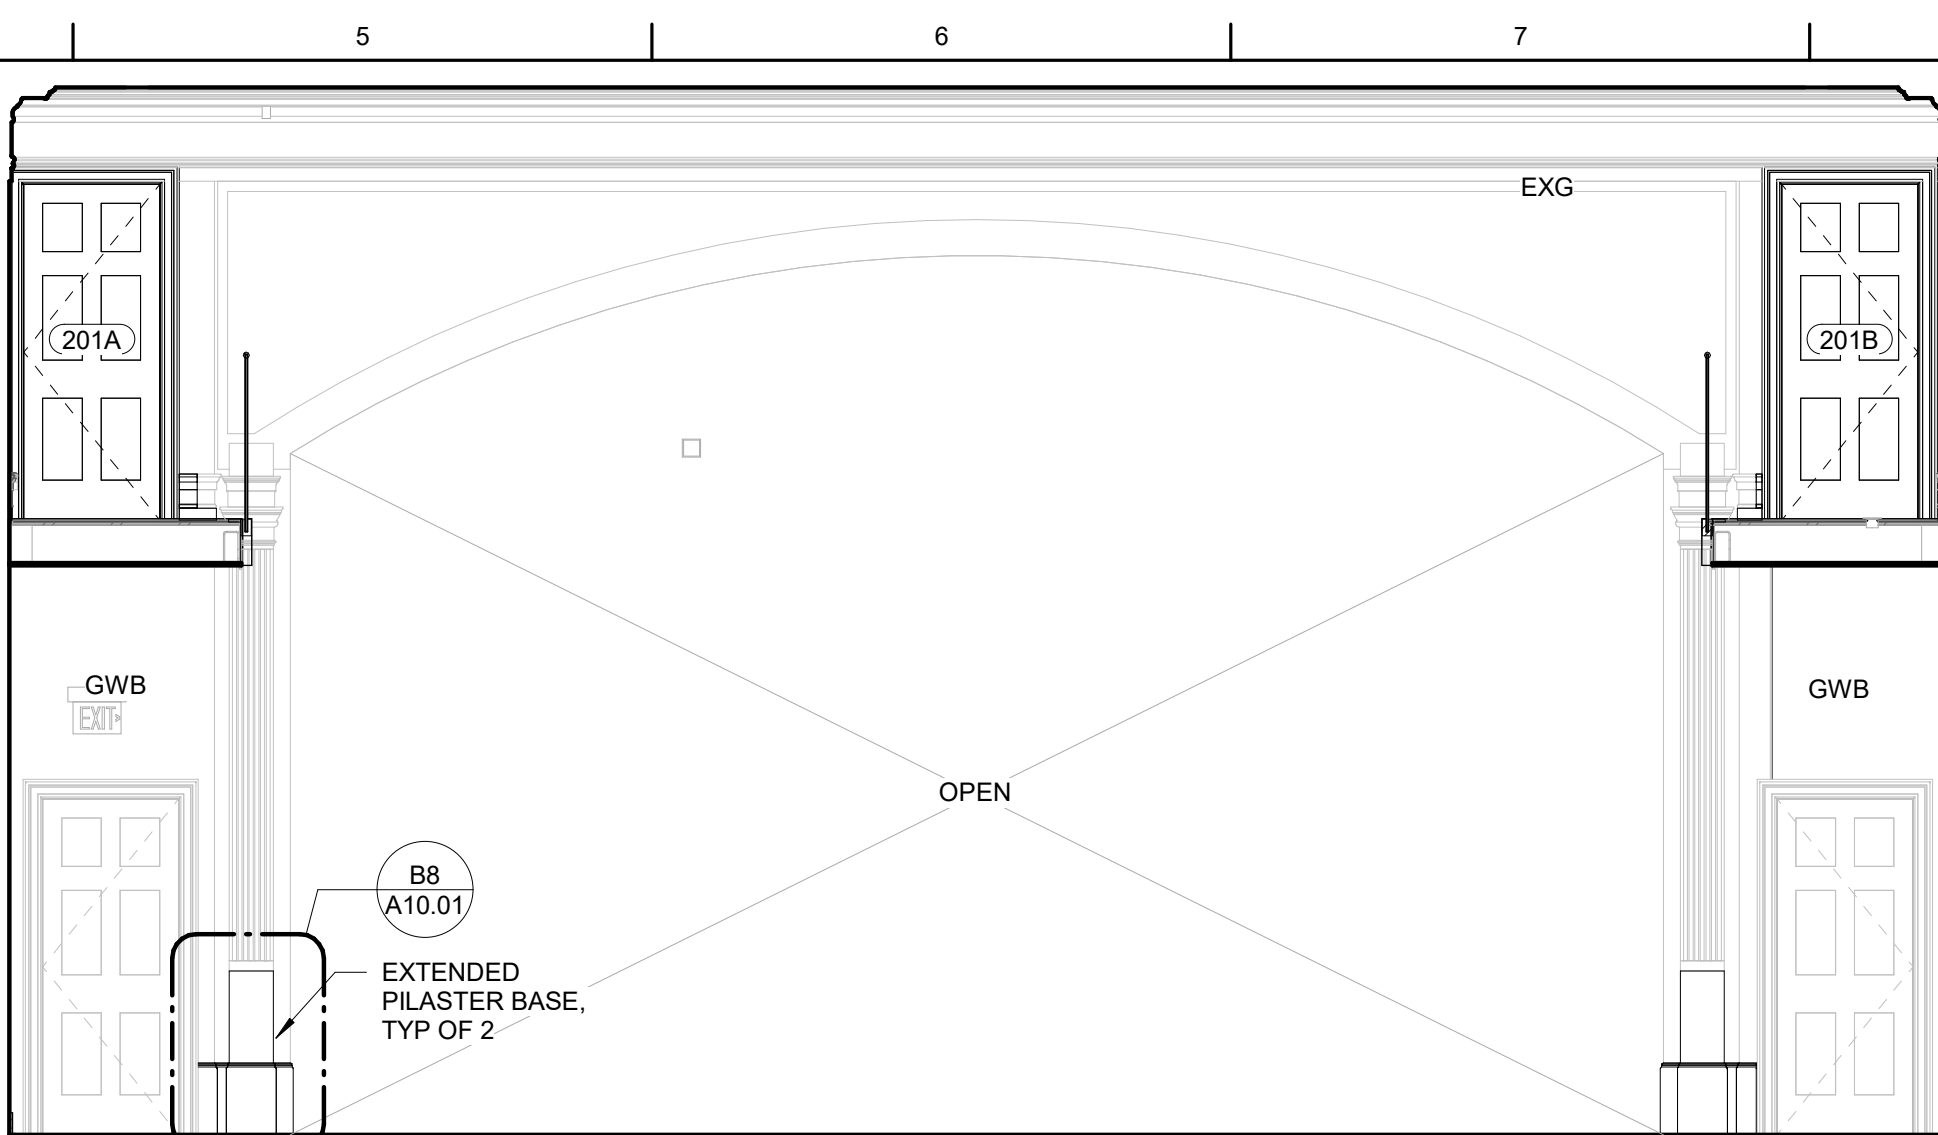 5
6
7
EXG
201A
201B
GWB
GWB
EXIT
OPEN
B8
A10.01
EXTENDED
PILASTER BASE,
TYP OF 2